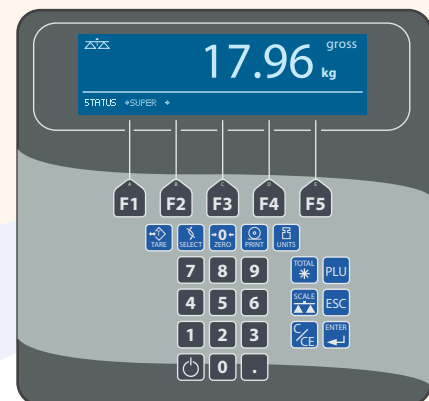 gross
17.96 kg
STATUS SUPER
A B C D E
F1 F2 F3 F4 F5
TARE SELECT →0← ZERO PRINT UNITS
7 8 9 TOTAL * PLU
4 5 6 SCALE ESC
1 2 3 C/CE ENTER
0 .